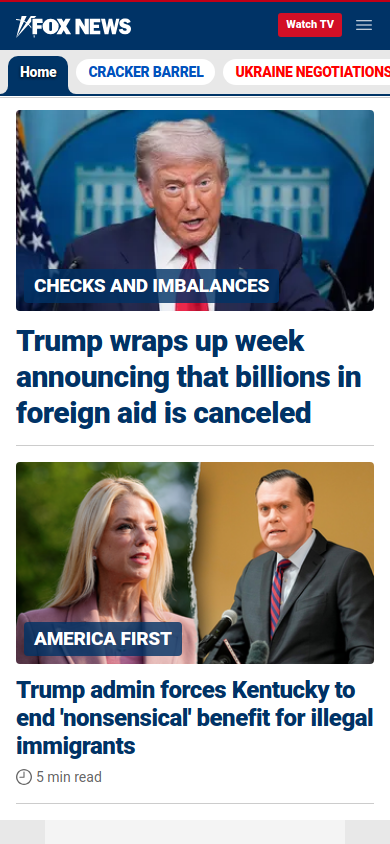 FOX NEWS
Watch TV
Home
CRACKER BARREL
UKRAINE NEGOTIATIONS
CHECKS AND IMBALANCES
Trump wraps up week
announcing that billions in
foreign aid is canceled
AMERICA FIRST
Trump admin forces Kentucky to
end 'nonsensical' benefit for illegal
immigrants
5 min read